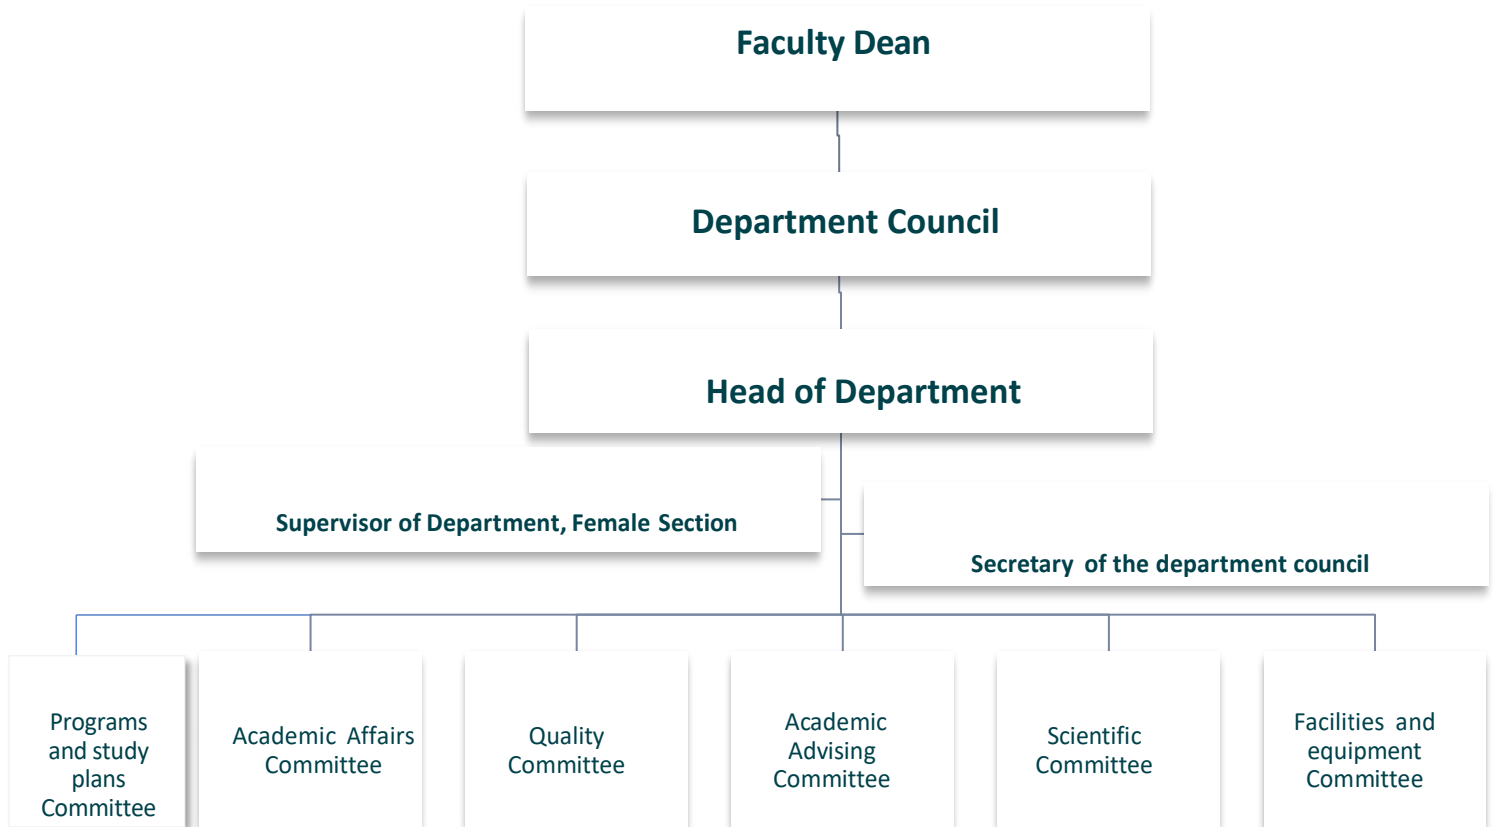 Faculty Dean
Department Council
Head of Department
Supervisor of Department, Female Section
Secretary of the department council
Programs
and study
plans
Committee
Academic Affairs
Committee
Quality
Committee
Academic
Advising
Committee
Scientific
Committee
Facilities and
equipment
Committee